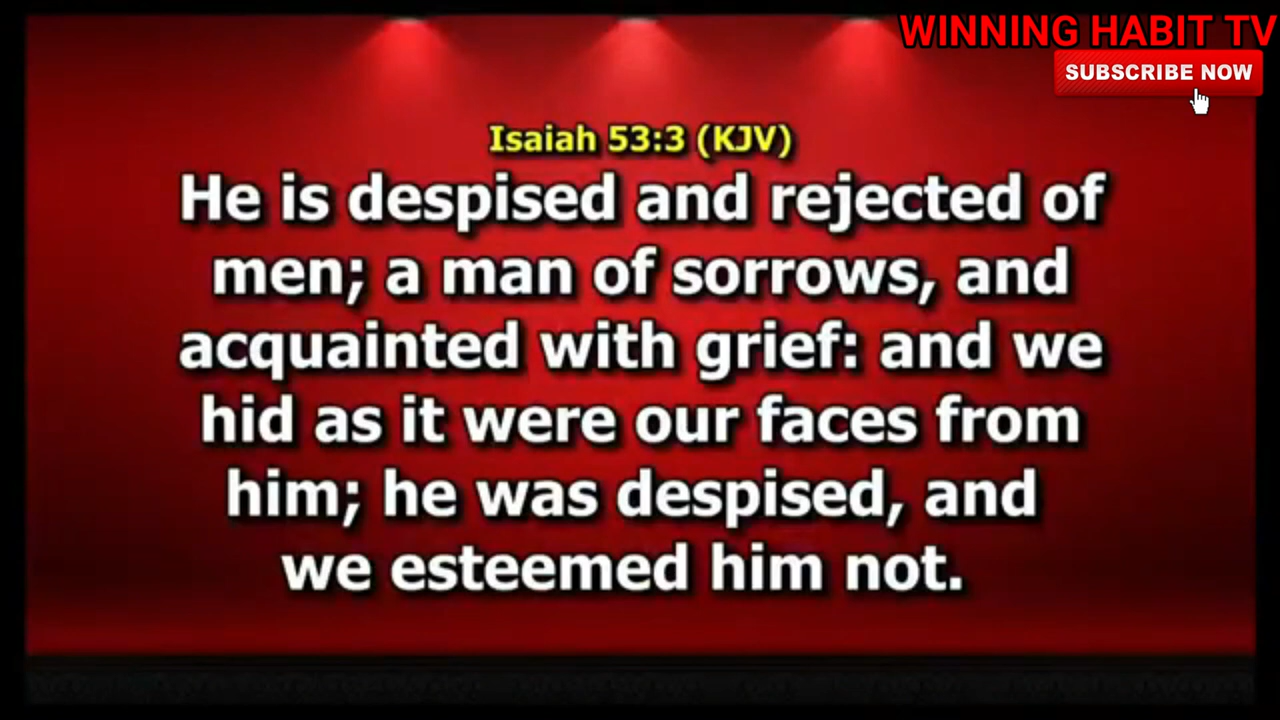 WINNING HABIT TV
SUBSCRIBE NOW
Isaiah 53:3 (KJV)
He is despised and rejected of
men; a man of sorrows, and
acquainted with grief: and we
hid as it were our faces from
him; he was despised, and
we esteemed him not.